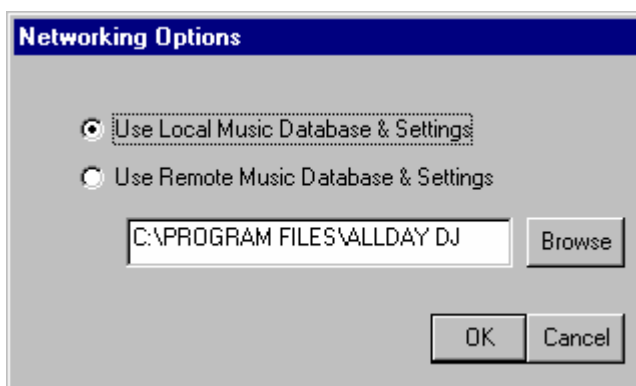 Networking Options
Use Local Music Database & Settings
Use Remote Music Database & Settings
C:\PROGRAM FILES\ALLDAY DJ
Browse
OK
Cancel